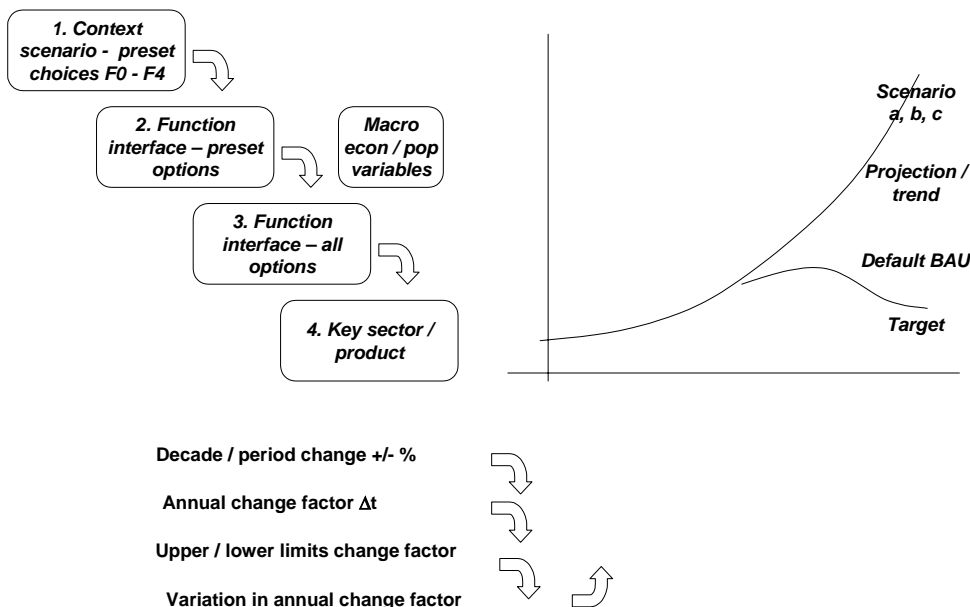 1. Context
scenario - preset
choices F0 - F4
2. Function
interface – preset
options
Macro
econ / pop
variables
3. Function
interface – all
options
4. Key sector /
product
Scenario
a, b, c
Projection /
trend
Default BAU
Target
Decade / period change +/- %
Annual change factor Δt
Upper / lower limits change factor
Variation in annual change factor